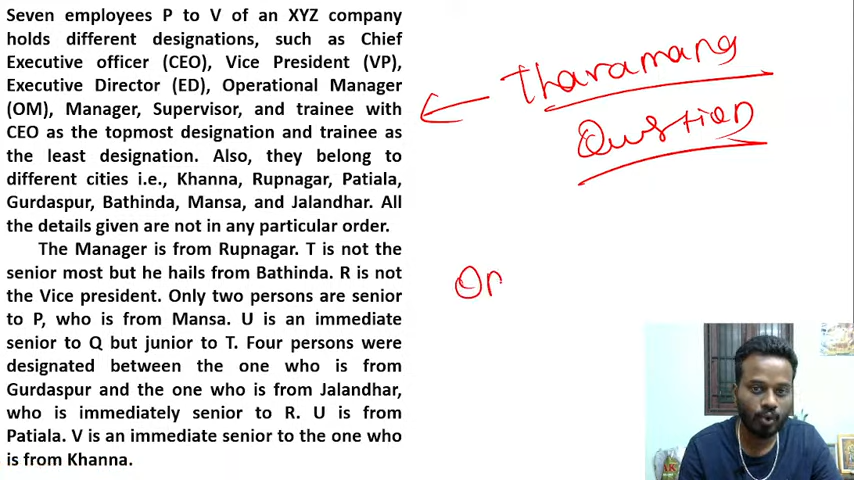 Seven employees P to V of an XYZ company
holds different designations, such as Chief
Executive officer (CEO), Vice President (VP),
Executive Director (ED), Operational Manager
(OM), Manager, Supervisor, and trainee with
CEO as the topmost designation and trainee as
the least designation. Also, they belong to
different cities i.e., Khanna, Rupnagar, Patiala,
Gurdaspur, Bathinda, Mansa, and Jalandhar. All
the details given are not in any particular order.
The Manager is from Rupnagar. T is not the
senior most but he hails from Bathinda. R is not
the Vice president. Only two persons are senior
to P, who is from Mansa. U is an immediate
senior to Q but junior to T. Four persons were
designated between the one who is from
Gurdaspur and the one who is from Jalandhar,
who is immediately senior to R. U is from
Patiala. V is an immediate senior to the one who
is from Khanna.
Tharamana
Qustion
Or